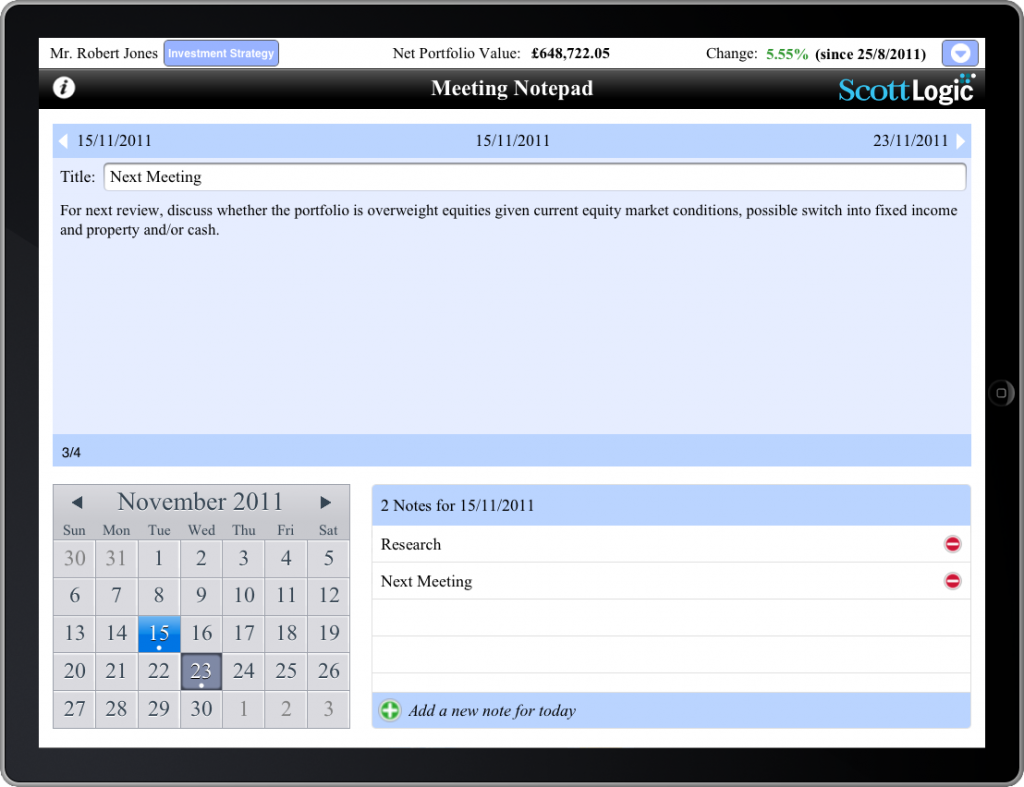 Mr. Robert Jones Investment Strategy Net Portfolio Value: £648,722.05 Change: 5.55% (since 25/8/2011)
i Meeting Notepad ScottLogic
15/11/2011 15/11/2011 23/11/2011
Title: Next Meeting
For next review, discuss whether the portfolio is overweight equities given current equity market conditions, possible switch into fixed income
and property and/or cash.
3/4
November 2011
Sun Mon Tue Wed Thu Fri Sat
30 31 1 2 3 4 5
6 7 8 9 10 11 12
13 14 15 16 17 18 19
20 21 22 23 24 25 26
27 28 29 30 1 2 3
2 Notes for 15/11/2011
Research
Next Meeting
Add a new note for today